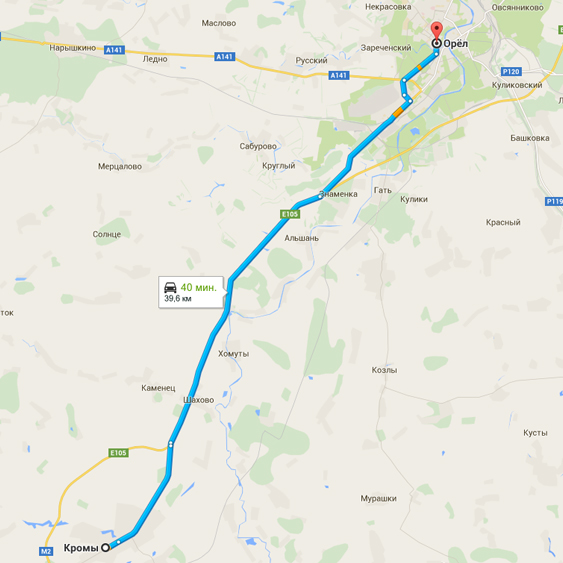 Некрасовка
Овсянниково
Маслово
Орёл
Зареченский
Нарышкино
A141
Ледно
A141
Русский
A141
P120
Куликовский
Башковка
Сабурово
Круглый
Мерцалово
Знаменка
Гать
Кулики
P119
E105
Красный
Солнце
Альшань
40 мин.
39,6 км
ток
Хомуты
Козлы
Каменец
Шахово
Кусты
E105
Мурашки
M2
Кромы